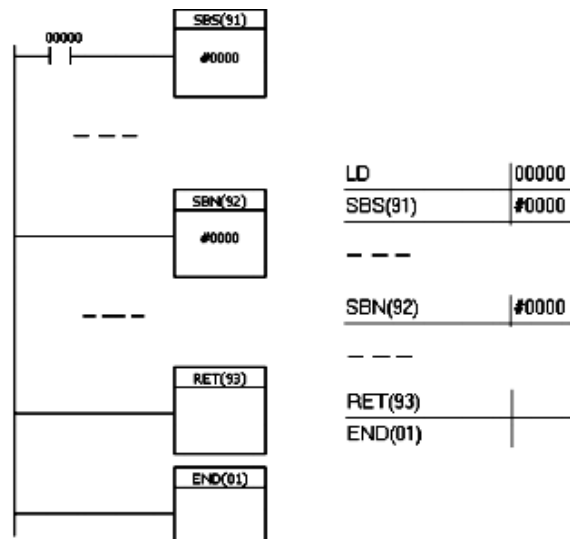 00000
SBS(91)
#0000
SBN(92)
#0000
RET(93)
END(01)
LD 00000
SBS(91) #0000
SBN(92) #0000
RET(93)
END(01)